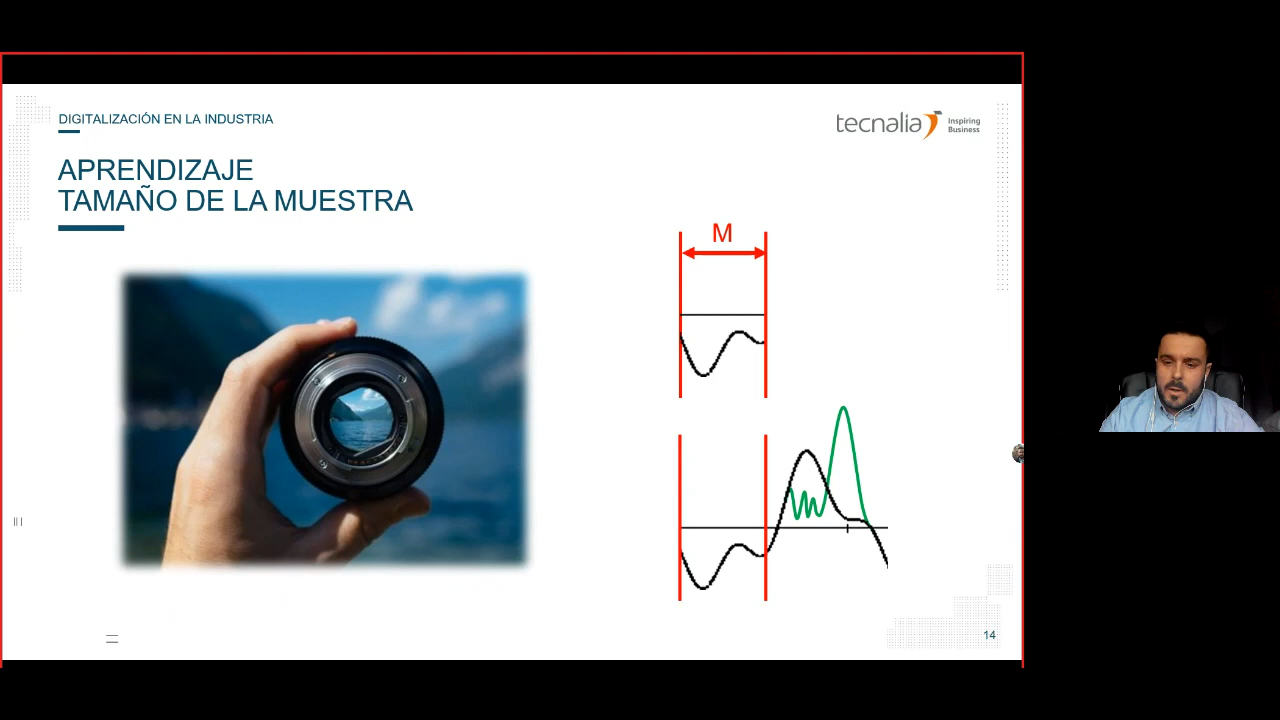 DIGITALIZACIÓN EN LA INDUSTRIA
tecnalia Inspiring Business
APRENDIZAJE
TAMAÑO DE LA MUESTRA
M
14